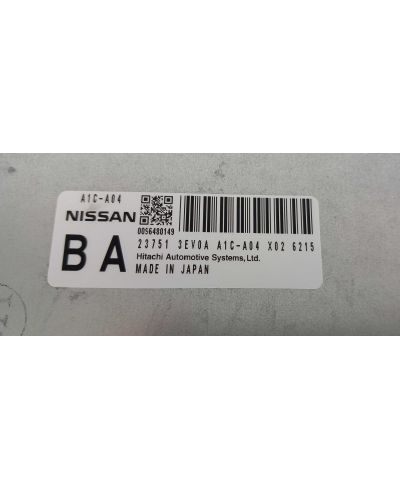 A1C-A04
NISSAN
0056480149
BA
23751 3EV0A A1C-A04 X02 6215
Hitachi Automotive Systems,Ltd.
MADE IN JAPAN